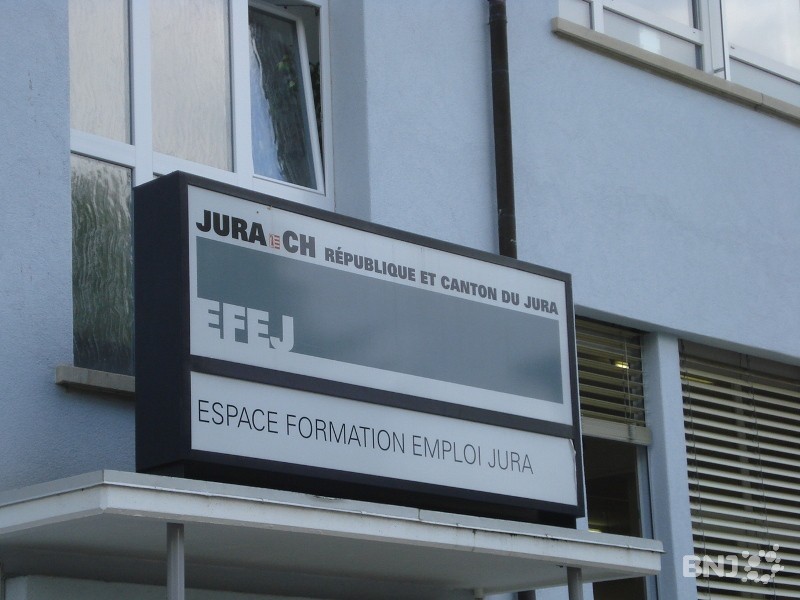 JURA CH RÉPUBLIQUE ET CANTON DU JURA
EFEJ
ESPACE FORMATION EMPLOI JURA
BNJ